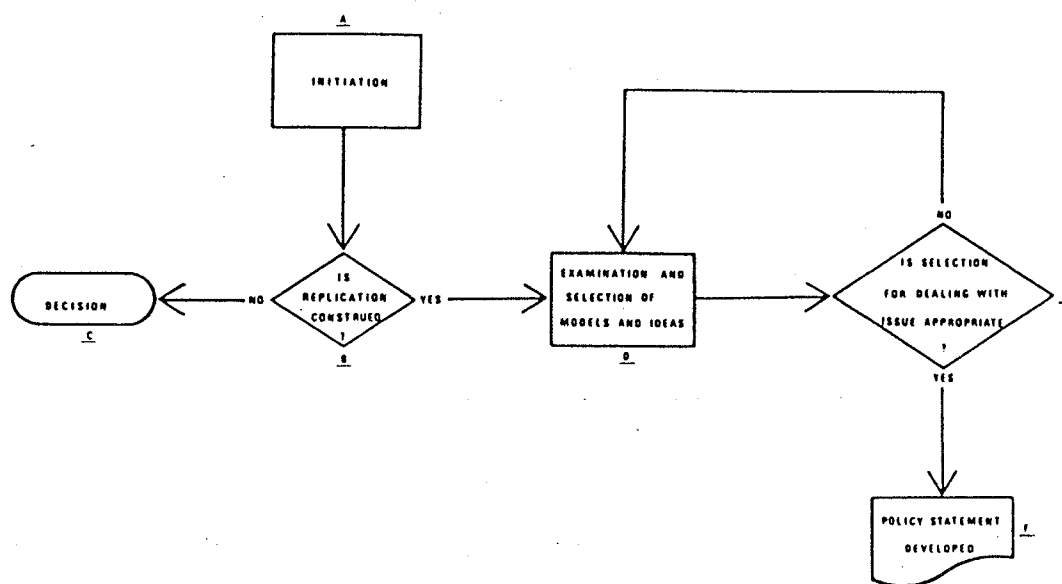 A
INITIATION
IS
REPLICATION
CONSTRUED
?
B
NO
YES
DECISION
C
EXAMINATION AND
SELECTION OF
MODELS AND IDEAS
D
NO
IS SELECTION
FOR DEALING WITH
ISSUE APPROPRIATE
?
YES
POLICY STATEMENT
DEVELOPED
F